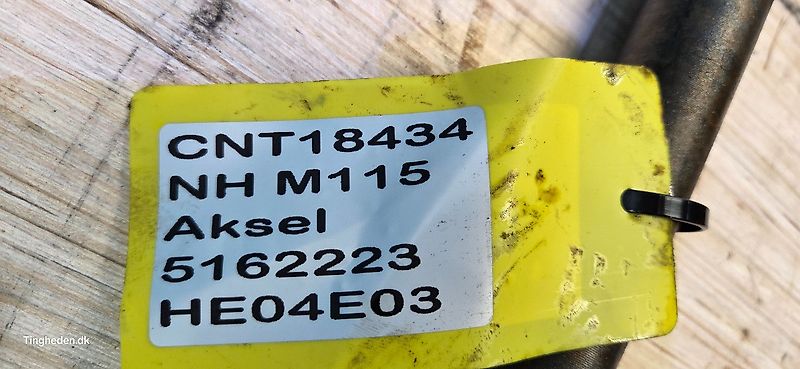 CNT18434
NH M115
Aksel
5162223
HE04E03
Tingheden.dk